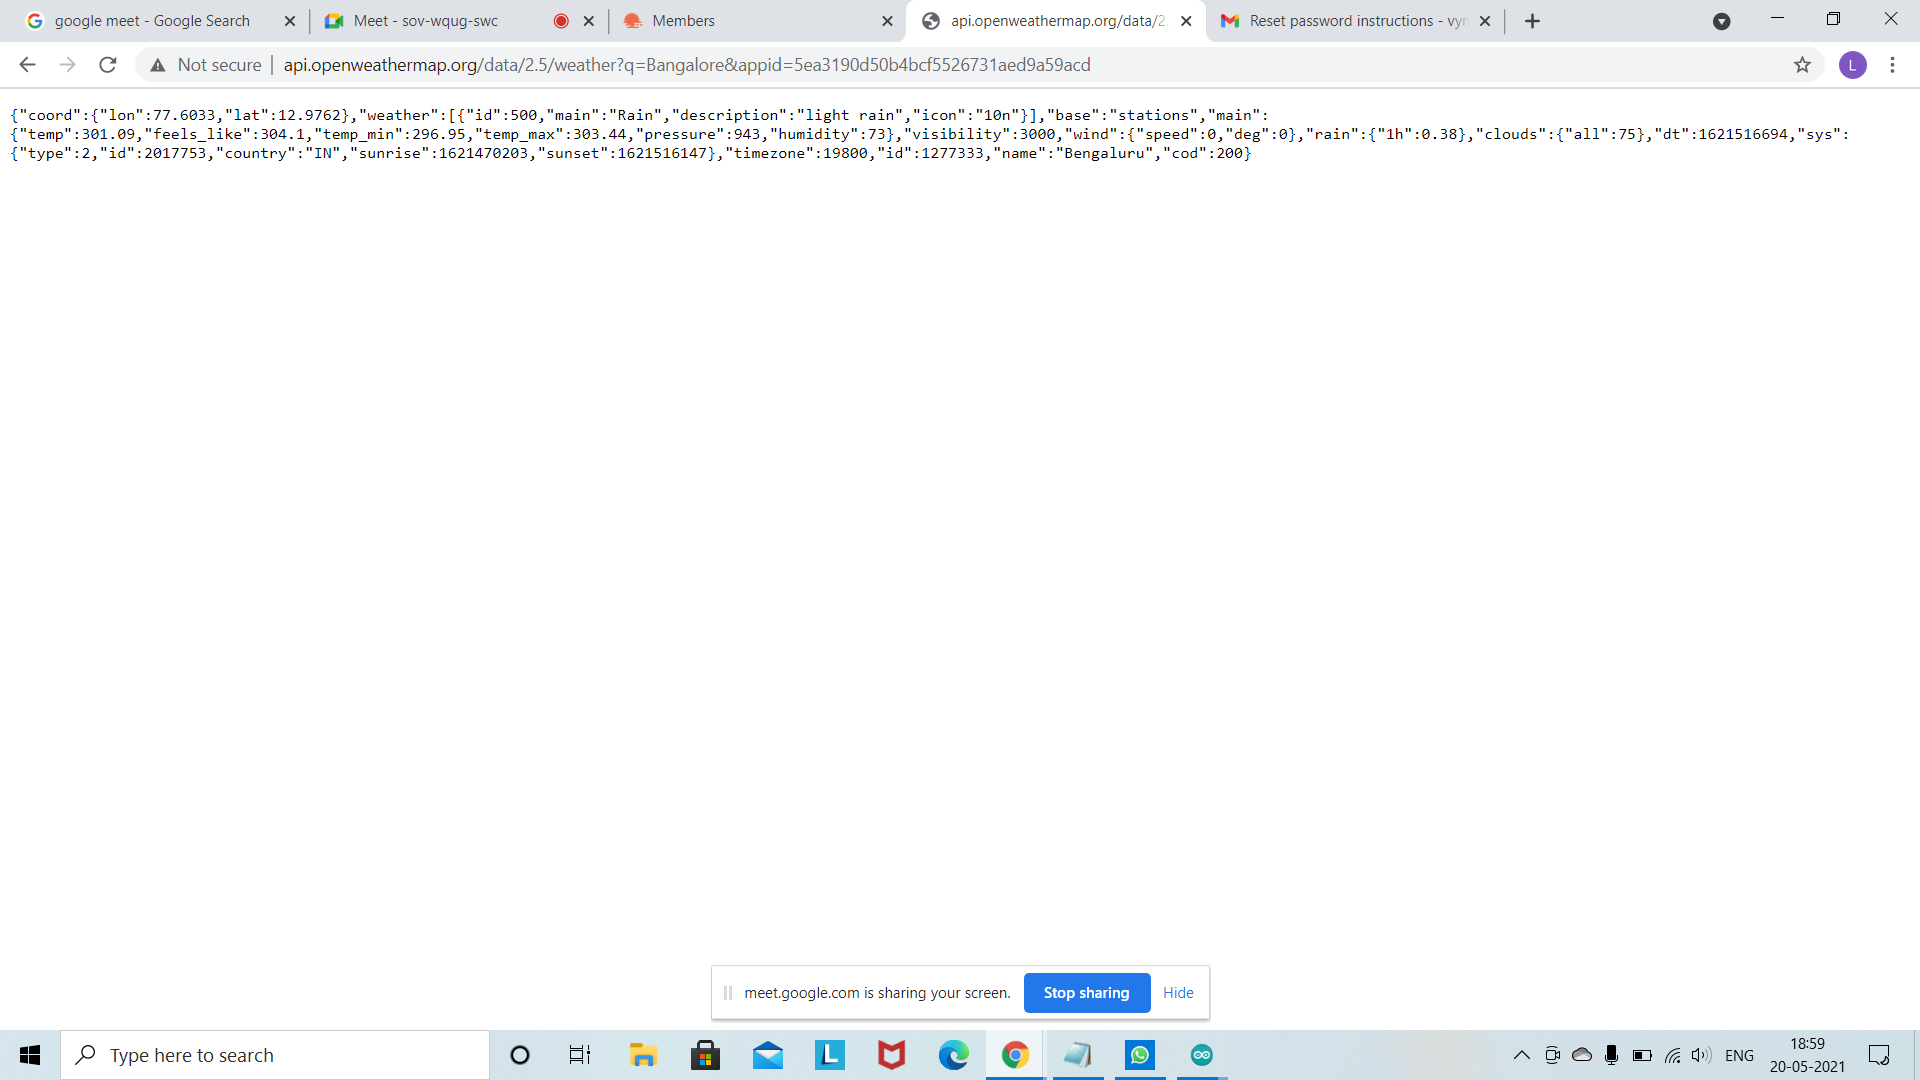 google meet - Google Search
Meet - sov-wqug-swc
Members
api.openweathermap.org/data/2.
Reset password instructions - vyn
Not secure | api.openweathermap.org/data/2.5/weather?q=Bangalore&appid=5ea3190d50b4bcf5526731aed9a59acd
L
{"coord":{"lon":77.6033,"lat":12.9762},"weather":[{"id":500,"main":"Rain","description":"light rain","icon":"10n"}],"base":"stations","main":
{"temp":301.09,"feels_like":304.1,"temp_min":296.95,"temp_max":303.44,"pressure":943,"humidity":73},"visibility":3000,"wind":{"speed":0,"deg":0},"rain":{"1h":0.38},"clouds":{"all":75},"dt":1621516694,"sys":
{"type":2,"id":2017753,"country":"IN","sunrise":1621470203,"sunset":1621516147},"timezone":19800,"id":1277333,"name":"Bengaluru","cod":200}
meet.google.com is sharing your screen.
Stop sharing
Hide
Type here to search
L
ENG
18:59
20-05-2021